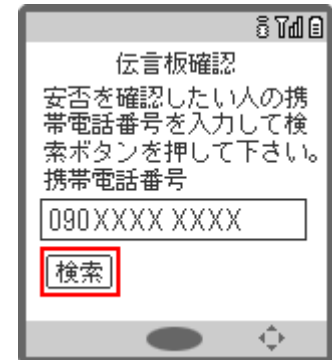 伝言板確認
安否を確認したい人の携
帯電話番号を入力して検
索ボタンを押して下さい。
携帯電話番号
090XXXX XXXX
検索